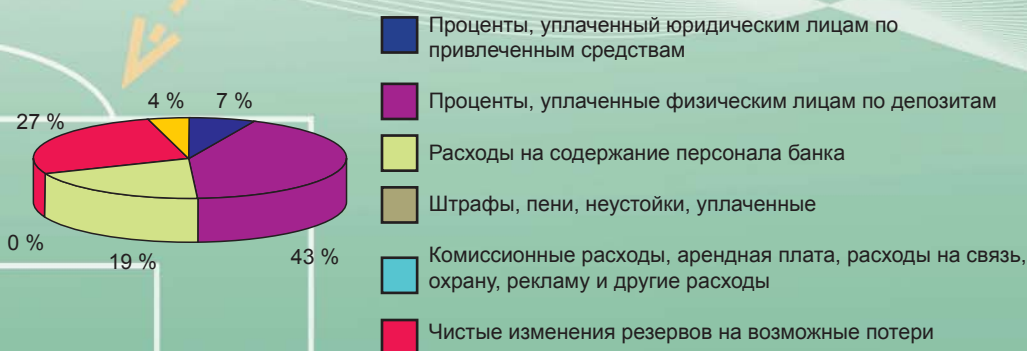 4 % 7 %
27 %
0 %
19 %
43 %
Проценты, уплаченный юридическим лицам по
привлеченным средствам
Проценты, уплаченные физическим лицам по депозитам
Расходы на содержание персонала банка
Штрафы, пени, неустойки, уплаченные
Комиссионные расходы, арендная плата, расходы на связь,
охрану, рекламу и другие расходы
Чистые изменения резервов на возможные потери